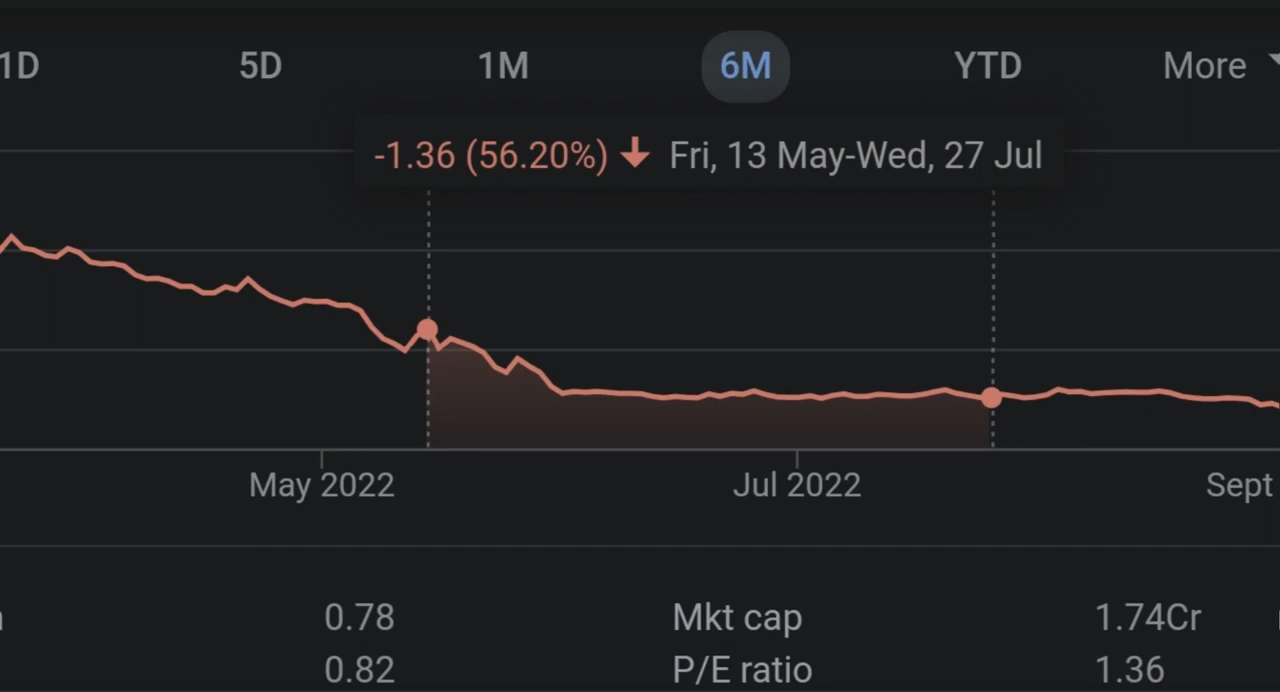 1D 5D 1M 6M YTD More
-1.36 (56.20%) Fri, 13 May-Wed, 27 Jul
May 2022 Jul 2022 Sept
0.78 Mkt cap 1.74Cr
0.82 P/E ratio 1.36